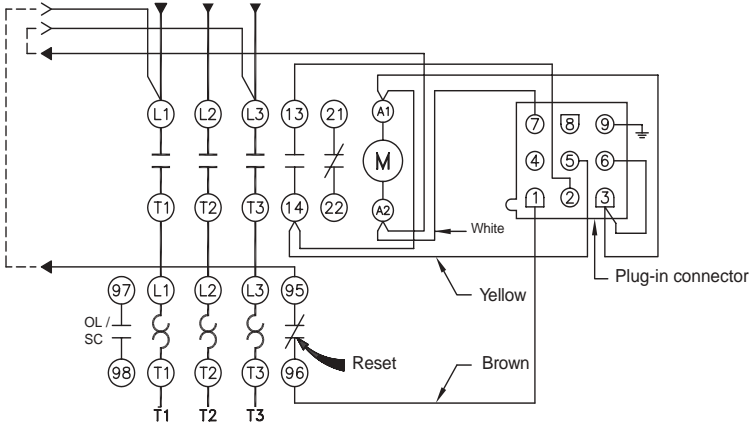 L1 L2 L3 13 21 A1
7 8 9
M
4 5 6
T1 T2 T3 14 22 A2
1 2 3
White
Plug-in connector
97 L1 L2 L3 95
Yellow
OL /
SC
Reset
Brown
98 T1 T2 T3 96
T1 T2 T3